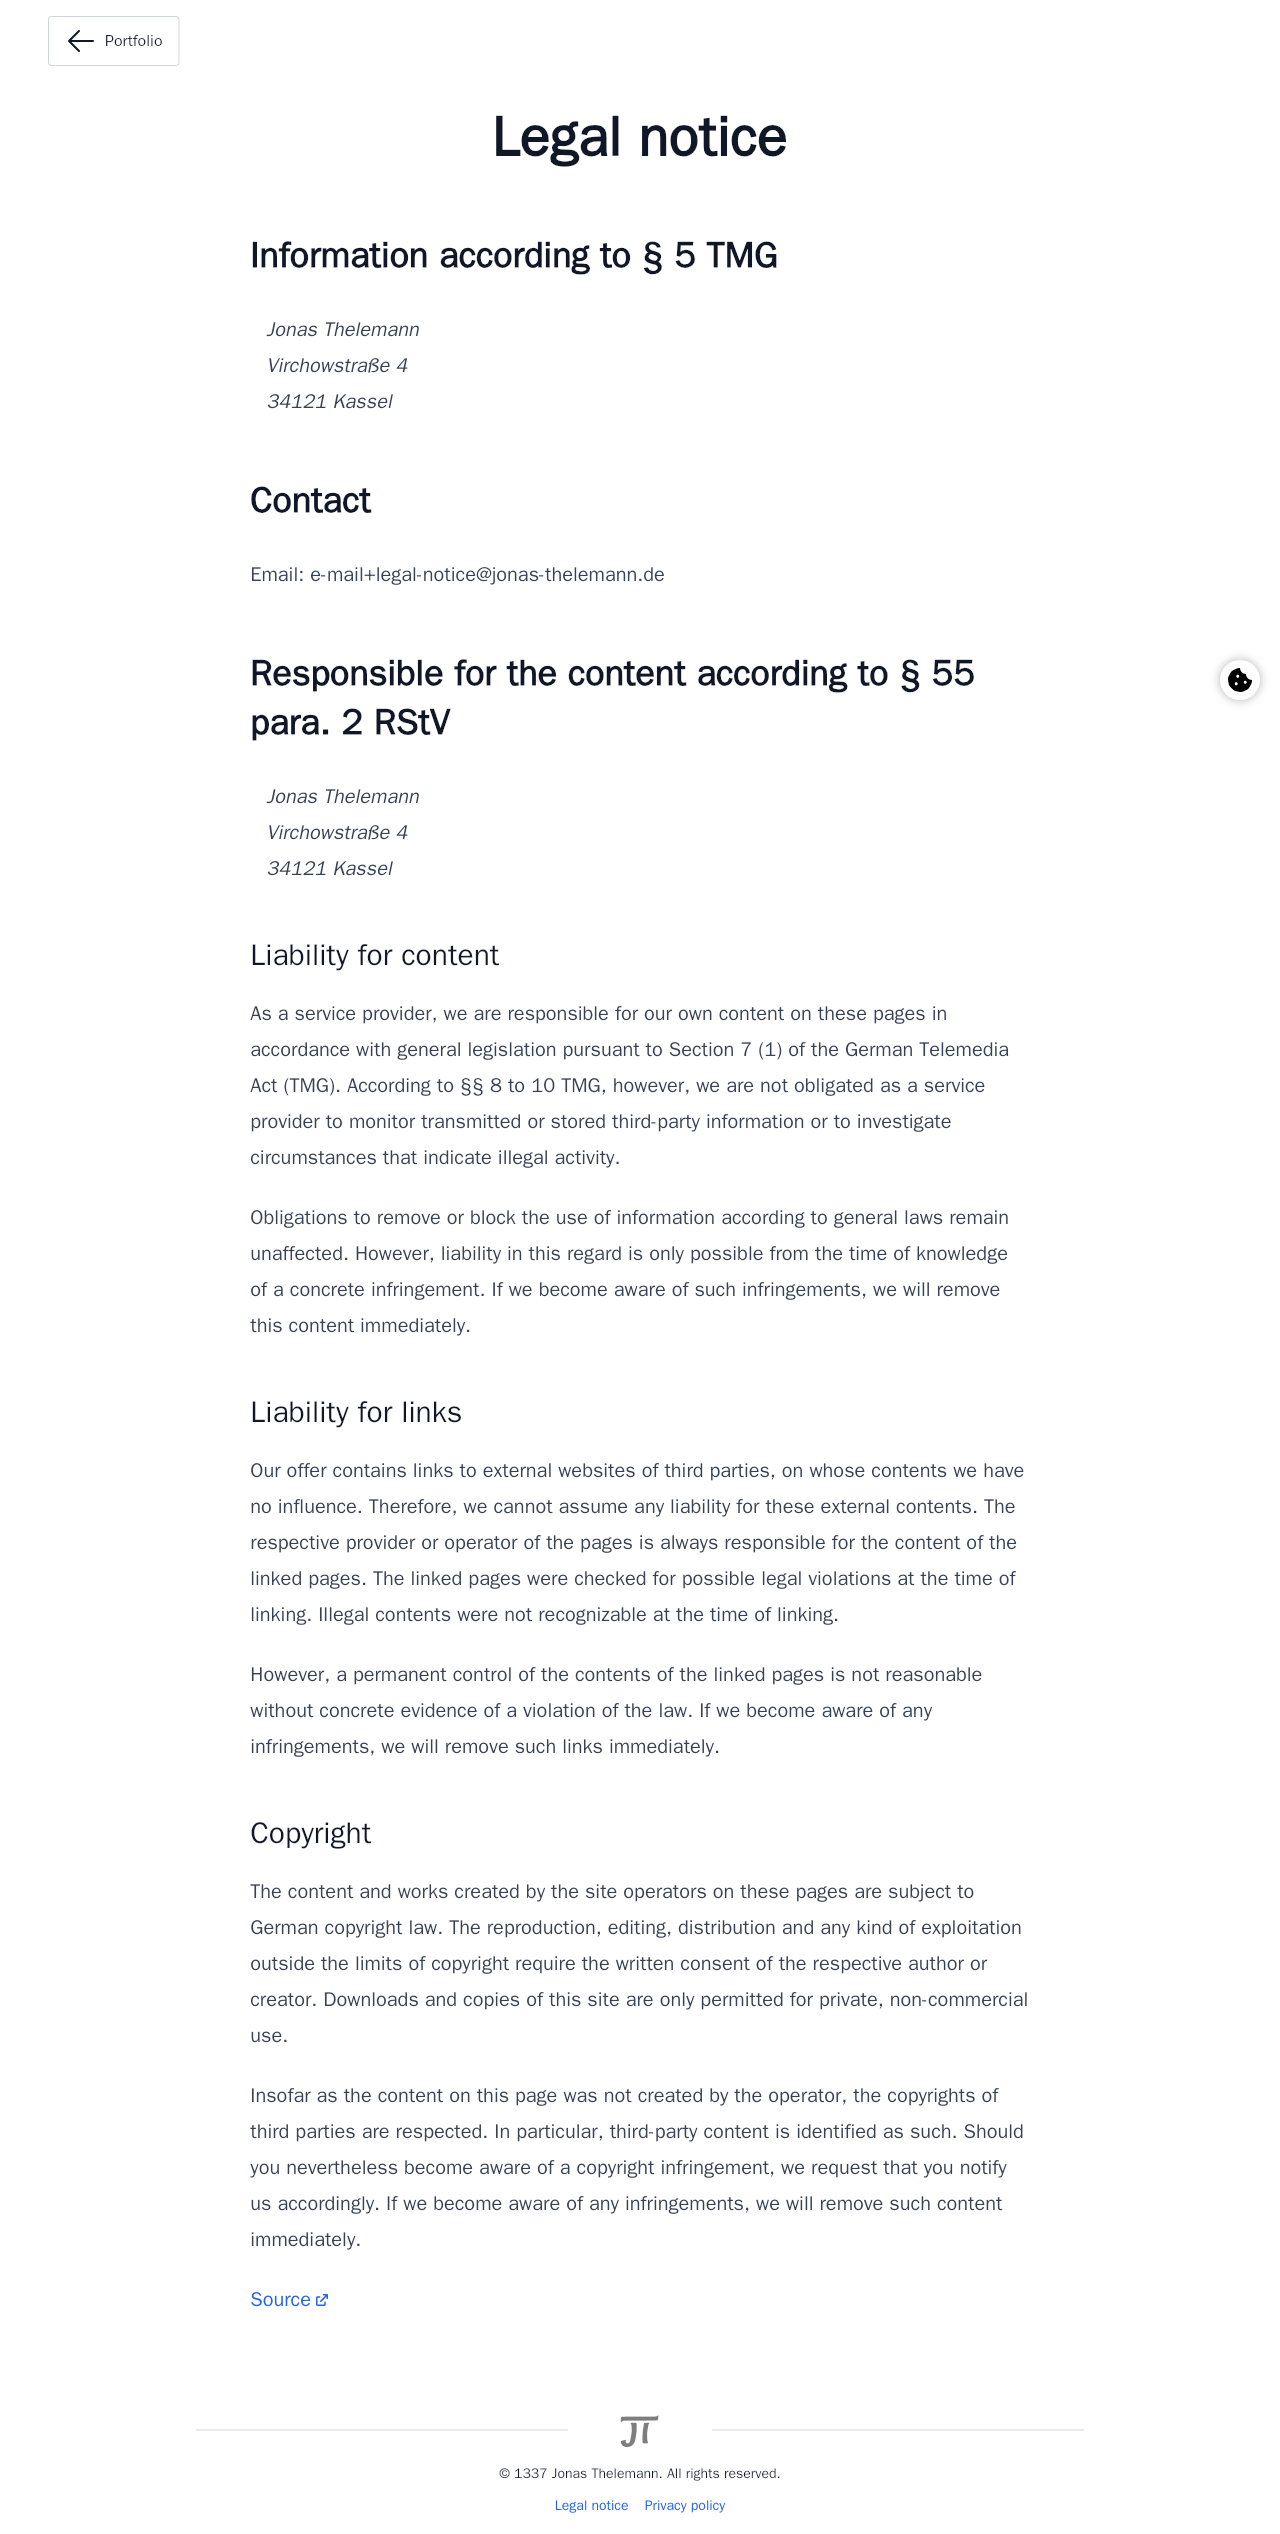 Portfolio
Legal notice
Information according to § 5 TMG
Jonas Thelemann
Virchowstraße 4
34121 Kassel
Contact
Email: e-mail+legal-notice@jonas-thelemann.de
Responsible for the content according to § 55
para. 2 RStV
Jonas Thelemann
Virchowstraße 4
34121 Kassel
Liability for content
As a service provider, we are responsible for our own content on these pages in
accordance with general legislation pursuant to Section 7 (1) of the German Telemedia
Act (TMG). According to §§ 8 to 10 TMG, however, we are not obligated as a service
provider to monitor transmitted or stored third-party information or to investigate
circumstances that indicate illegal activity.
Obligations to remove or block the use of information according to general laws remain
unaffected. However, liability in this regard is only possible from the time of knowledge
of a concrete infringement. If we become aware of such infringements, we will remove
this content immediately.
Liability for links
Our offer contains links to external websites of third parties, on whose contents we have
no influence. Therefore, we cannot assume any liability for these external contents. The
respective provider or operator of the pages is always responsible for the content of the
linked pages. The linked pages were checked for possible legal violations at the time of
linking. Illegal contents were not recognizable at the time of linking.
However, a permanent control of the contents of the linked pages is not reasonable
without concrete evidence of a violation of the law. If we become aware of any
infringements, we will remove such links immediately.
Copyright
The content and works created by the site operators on these pages are subject to
German copyright law. The reproduction, editing, distribution and any kind of exploitation
outside the limits of copyright require the written consent of the respective author or
creator. Downloads and copies of this site are only permitted for private, non-commercial
use.
Insofar as the content on this page was not created by the operator, the copyrights of
third parties are respected. In particular, third-party content is identified as such. Should
you nevertheless become aware of a copyright infringement, we request that you notify
us accordingly. If we become aware of any infringements, we will remove such content
immediately.
Source
JT
© 1337 Jonas Thelemann. All rights reserved.
Legal notice Privacy policy